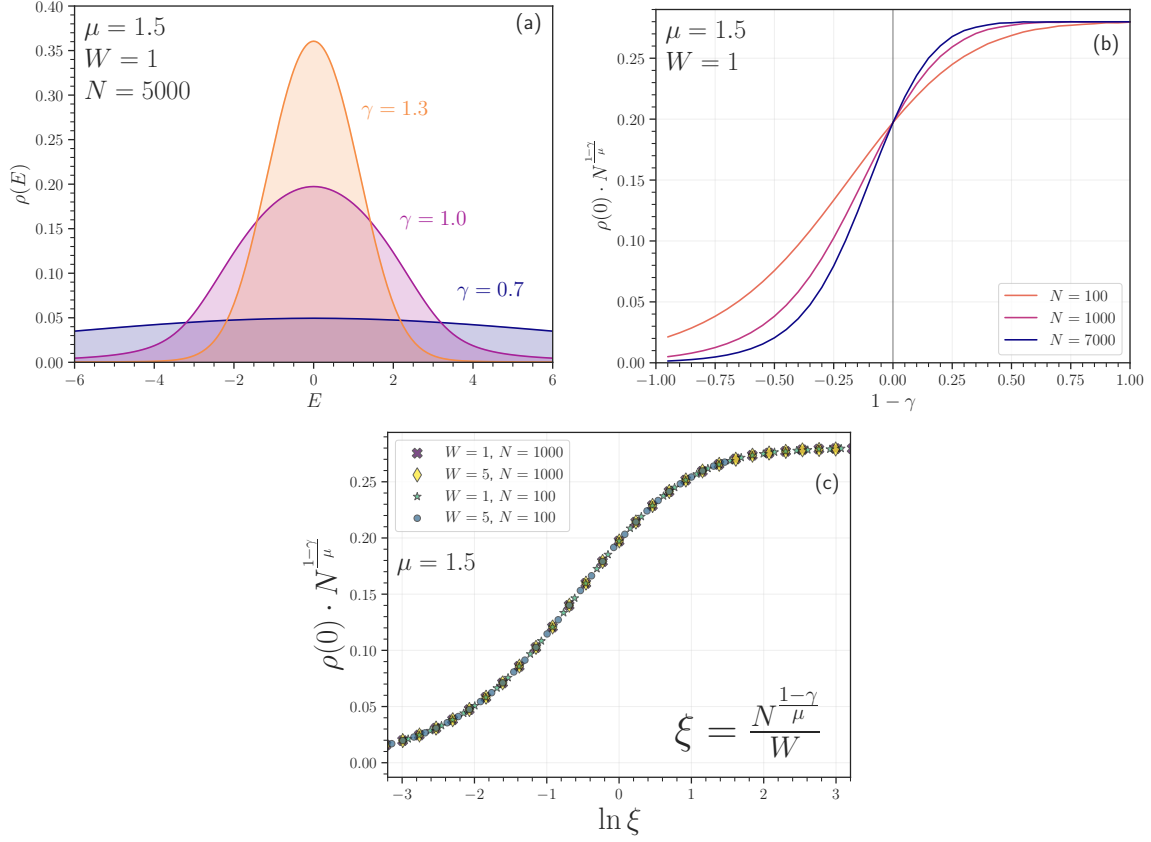 (a)
μ = 1.5
W = 1
N = 5000
γ = 1.3
γ = 1.0
γ = 0.7
0.40
0.35
0.30
0.25
0.20
0.15
0.10
0.05
0.00
ρ(E)
−6 −4 −2 0 2 4 6
E
(b)
μ = 1.5
W = 1
0.25
0.20
0.15
0.10
0.05
0.00
ρ(0) · N^{\frac{1−γ}{μ}}
N = 100
N = 1000
N = 7000
−1.00 −0.75 −0.50 −0.25 0.00 0.25 0.50 0.75 1.00
1 − γ
W = 1, N = 1000
W = 5, N = 1000
W = 1, N = 100
W = 5, N = 100
(c)
μ = 1.5
0.25
0.20
0.15
0.10
0.05
0.00
ρ(0) · N^{\frac{1−γ}{μ}}
ξ = \frac{N^{\frac{1−γ}{μ}}}{W}
−3 −2 −1 0 1 2 3
ln ξ